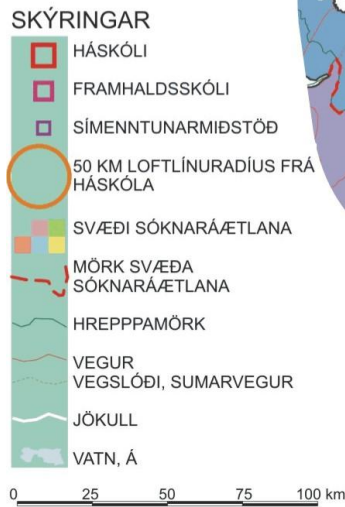 SKÝRINGAR
HÁSKÓLI
FRAMHALDSSKÓLI
SÍMENNTUNARMIÐSTÖÐ
50 KM LOFTLÍNURADÍUS FRÁ
HÁSKÓLA
SVÆÐI SÓKNARÁÆTLANA
MÖRK SVÆÐA
SÓKNARÁÆTLANA
HREPPPAMÖRK
VEGUR
VEGSLÓÐI, SUMARVEGUR
JÖKULL
VATN, Á
0 25 50 75 100 km